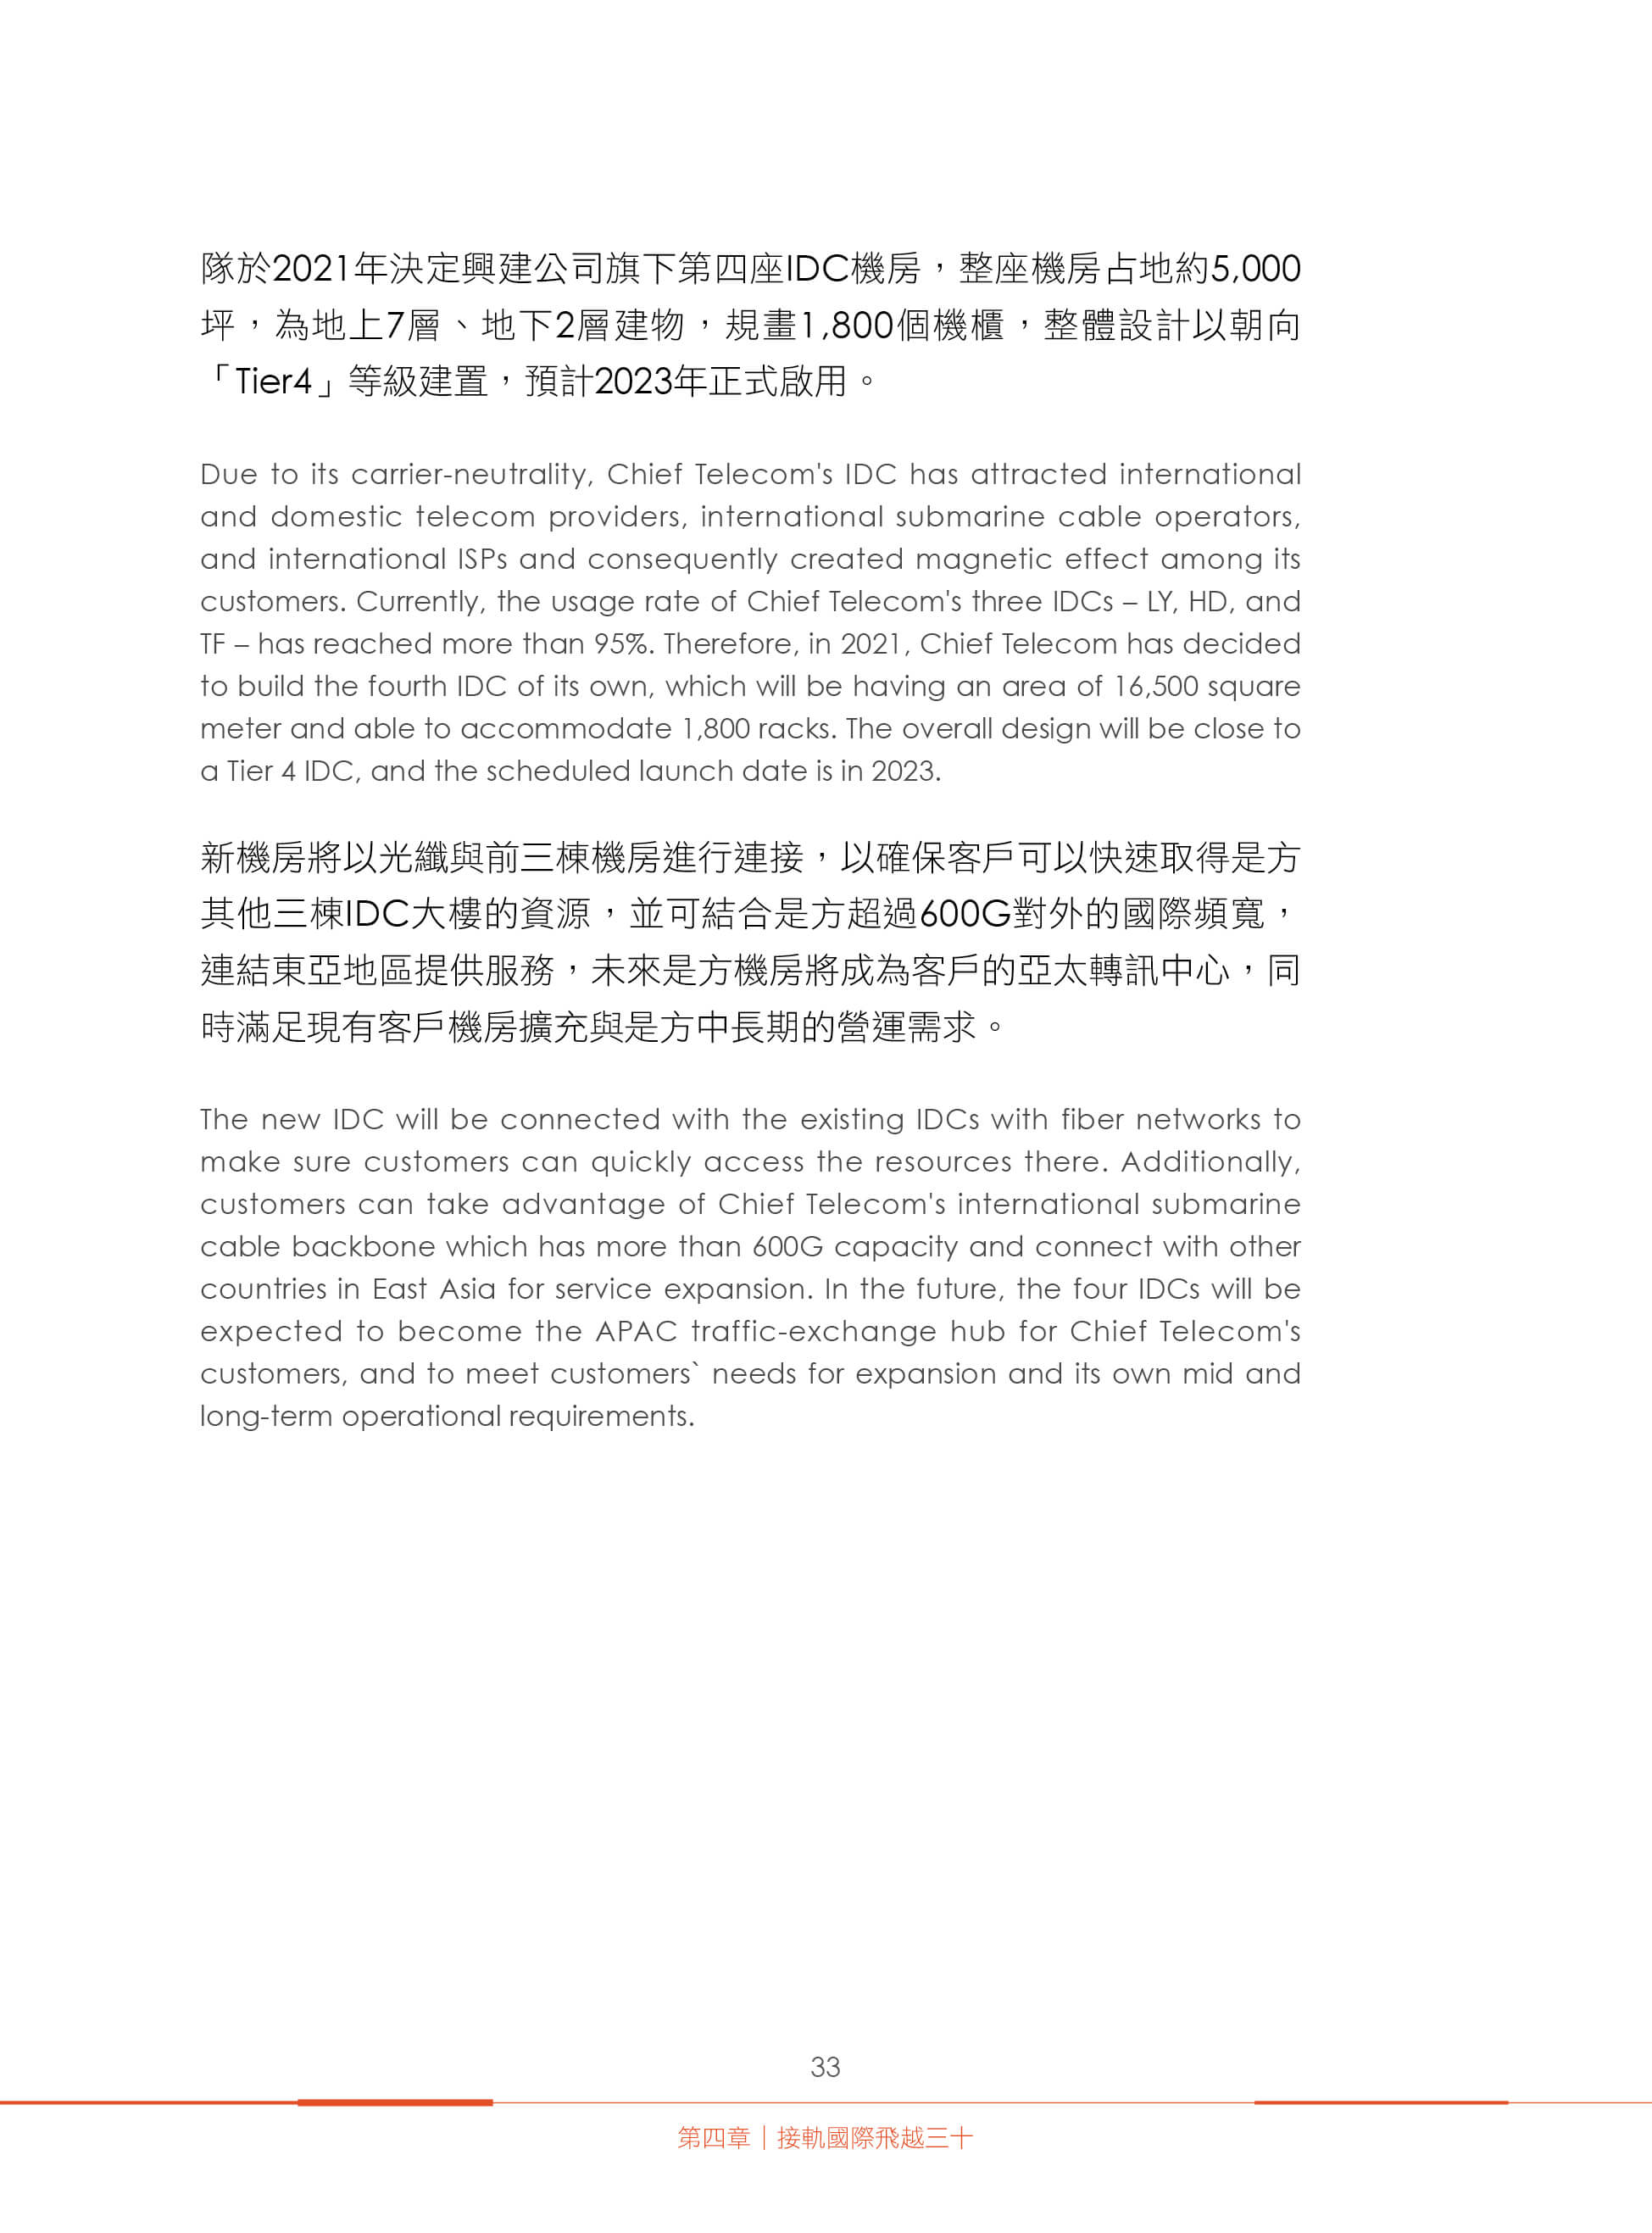 隊於2021年決定興建公司旗下第四座IDC機房，整座機房占地約5,000
坪，為地上7層、地下2層建物，規畫1,800個機櫃，整體設計以朝向
「Tier4」等級建置，預計2023年正式啟用。
Due to its carrier-neutrality, Chief Telecom's IDC has attracted international
and domestic telecom providers, international submarine cable operators,
and international ISPs and consequently created magnetic effect among its
customers. Currently, the usage rate of Chief Telecom's three IDCs – LY, HD, and
TF – has reached more than 95%. Therefore, in 2021, Chief Telecom has decided
to build the fourth IDC of its own, which will be having an area of 16,500 square
meter and able to accommodate 1,800 racks. The overall design will be close to
a Tier 4 IDC, and the scheduled launch date is in 2023.
新機房將以光纖與前三棟機房進行連接，以確保客戶可以快速取得是方
其他三棟IDC大樓的資源，並可結合是方超過600G對外的國際頻寬，
連結東亞地區提供服務，未來是方機房將成為客戶的亞太轉訊中心，同
時滿足現有客戶機房擴充與是方中長期的營運需求。
The new IDC will be connected with the existing IDCs with fiber networks to
make sure customers can quickly access the resources there. Additionally,
customers can take advantage of Chief Telecom's international submarine
cable backbone which has more than 600G capacity and connect with other
countries in East Asia for service expansion. In the future, the four IDCs will be
expected to become the APAC traffic-exchange hub for Chief Telecom's
customers, and to meet customers` needs for expansion and its own mid and
long-term operational requirements.
33
第四章｜接軌國際飛越三十